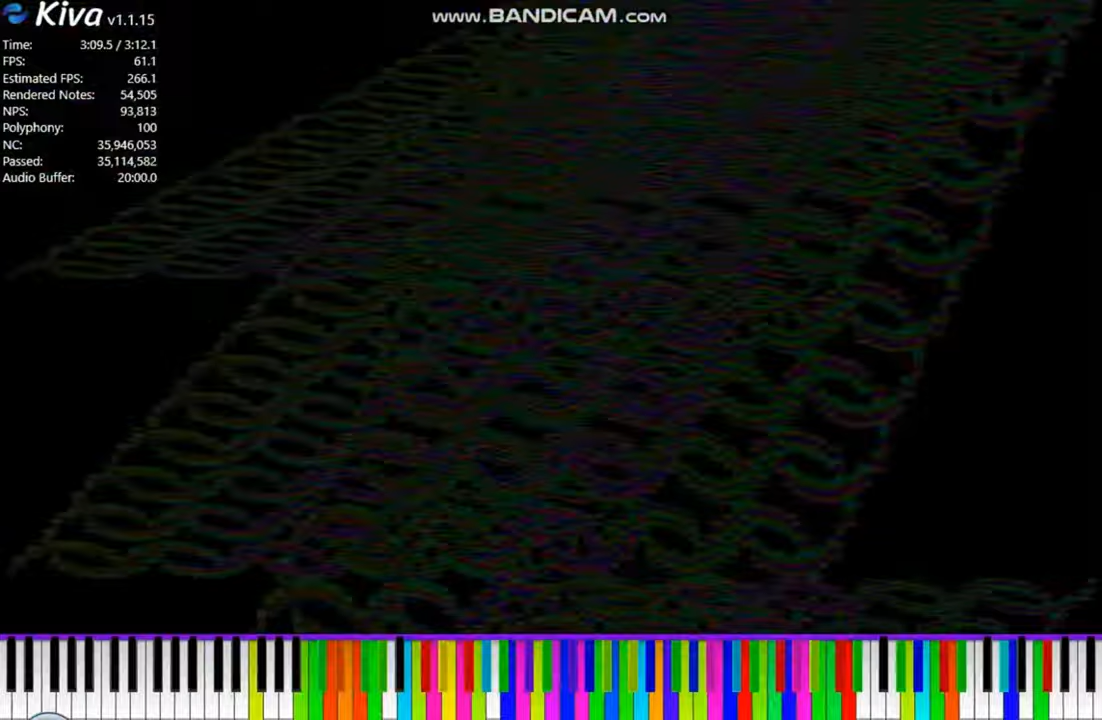 Kiva v1.1.15
www.BANDICAM.com
Time: 3:09.5 / 3:12.1
FPS: 61.1
Estimated FPS: 266.1
Rendered Notes: 54,505
NPS: 93,813
Polyphony: 100
NC: 35,946,053
Passed: 35,114,582
Audio Buffer: 20:00.0